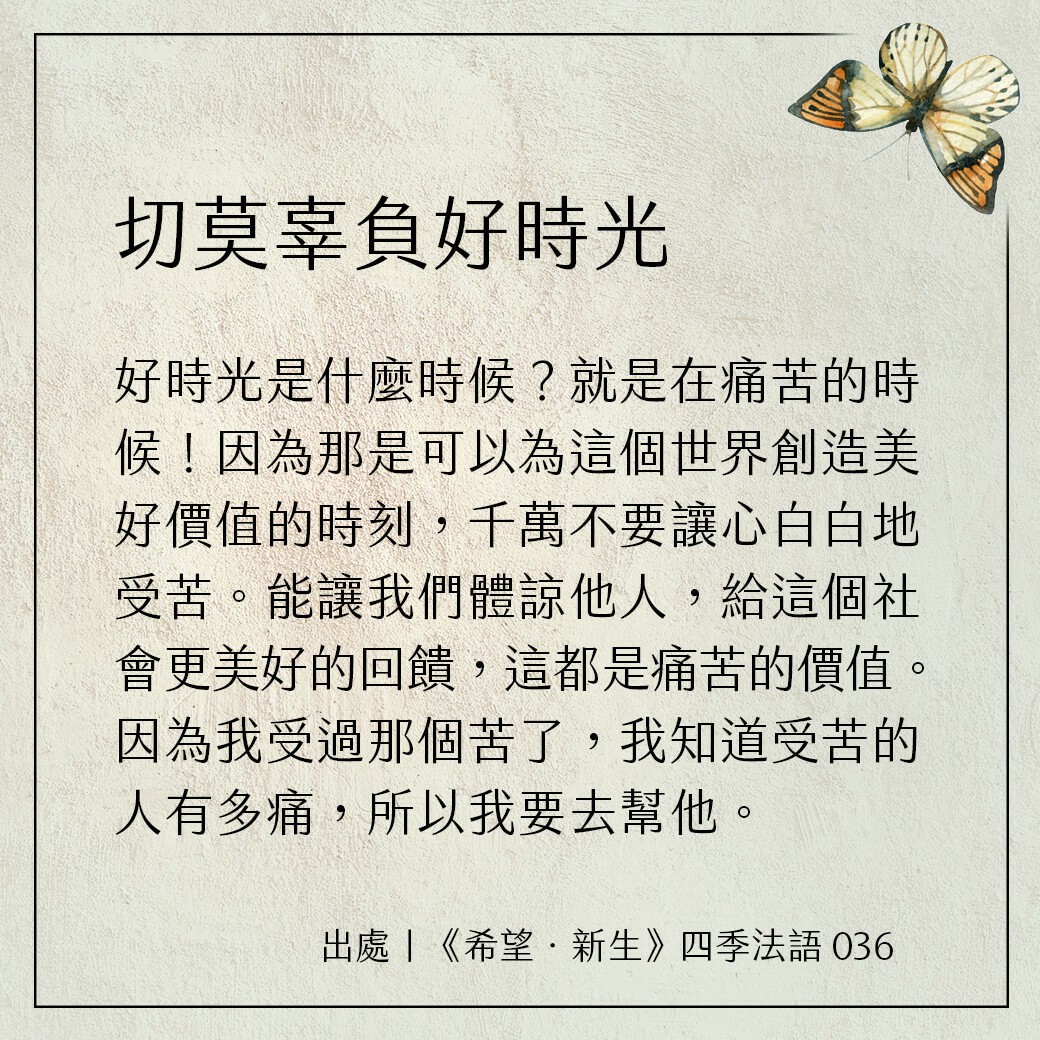 切莫辜負好時光
好時光是什麼時候？就是在痛苦的時
候！因為那是可以為這個世界創造美
好價值的時刻，千萬不要讓心白白地
受苦。能讓我們體諒他人，給這個社
會更美好的回饋，這都是痛苦的價值。
因為我受過那個苦了，我知道受苦的
人有多痛，所以我要去幫他。
出處｜《希望．新生》四季法語 036